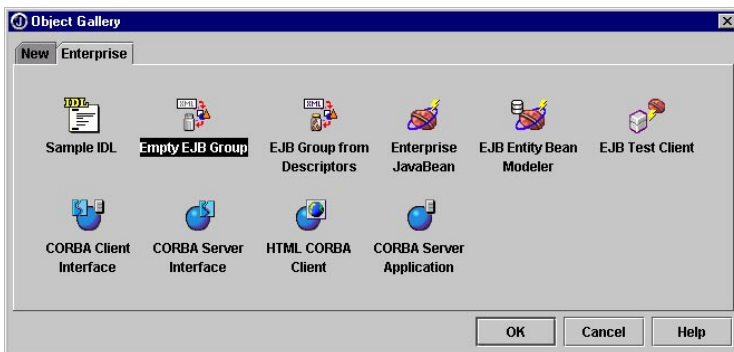 Object Gallery
New Enterprise
IDL XML XML
Sample IDL Empty EJB Group EJB Group from Enterprise EJB Entity Bean EJB Test Client
Descriptors JavaBean Modeler
CORBA Client CORBA Server HTML CORBA CORBA Server
Interface Interface Client Application
OK Cancel Help